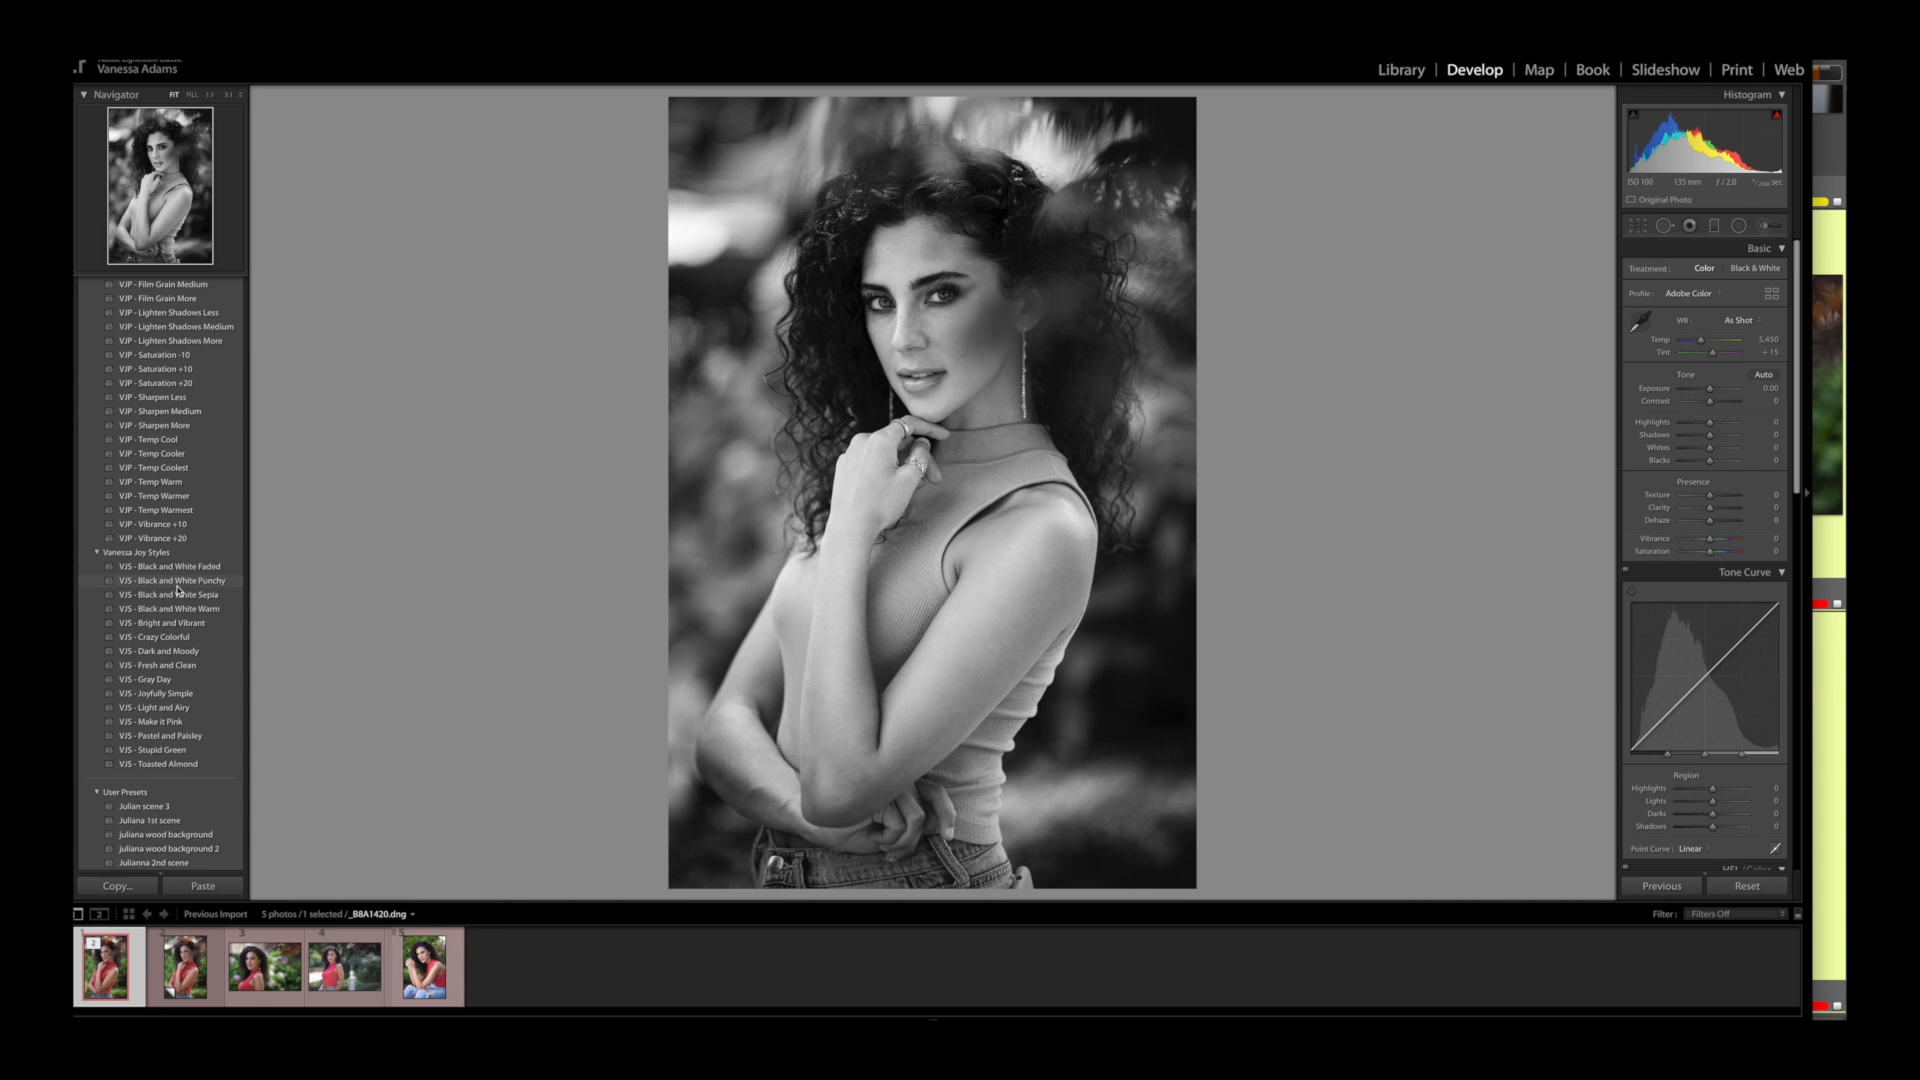 Adobe Lightroom Classic
Vanessa Adams
Library | Develop | Map | Book | Slideshow | Print | Web
Navigator FIT FILL 1:1 3:1
VJP - Film Grain Medium
VJP - Film Grain More
VJP - Lighten Shadows Less
VJP - Lighten Shadows Medium
VJP - Lighten Shadows More
VJP - Saturation -10
VJP - Saturation +10
VJP - Saturation +20
VJP - Sharpen Less
VJP - Sharpen Medium
VJP - Sharpen More
VJP - Temp Cool
VJP - Temp Cooler
VJP - Temp Coolest
VJP - Temp Warm
VJP - Temp Warmer
VJP - Temp Warmest
VJP - Vibrance +10
VJP - Vibrance +20
Vanessa Joy Styles
VJS - Black and White Faded
VJS - Black and White Punchy
VJS - Black and White Sepia
VJS - Black and White Warm
VJS - Bright and Vibrant
VJS - Crazy Colorful
VJS - Dark and Moody
VJS - Fresh and Clean
VJS - Gray Day
VJS - Joyfully Simple
VJS - Light and Airy
VJS - Make it Pink
VJS - Pastel and Paisley
VJS - Stupid Green
VJS - Toasted Almond
User Presets
Julian scene 3
Juliana 1st scene
juliana wood background
juliana wood background 2
Julianna 2nd scene
Copy... Paste
Histogram
ISO 100 135 mm ƒ / 2.0 1/200 sec
Original Photo
Basic
Treatment : Color Black & White
Profile : Adobe Color
WB : As Shot
Temp 5,450
Tint + 15
Tone Auto
Exposure 0.00
Contrast 0
Highlights 0
Shadows 0
Whites 0
Blacks 0
Presence
Texture 0
Clarity 0
Dehaze 0
Vibrance 0
Saturation 0
Tone Curve
Region
Highlights 0
Lights 0
Darks 0
Shadows 0
Point Curve : Linear
HSL / Color
Previous Reset
2 Previous Import 5 photos / 1 selected / _B8A1420.dng Filter : Filters Off
1 2 3 4 5
2